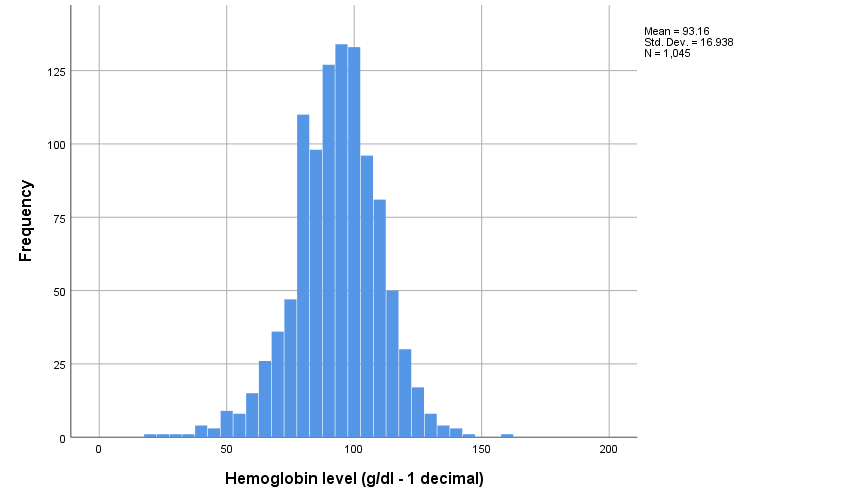 Mean = 93.16
Std. Dev. = 16.938
N = 1,045
125
100
75
50
25
0
Frequency
0 50 100 150 200
Hemoglobin level (g/dl - 1 decimal)